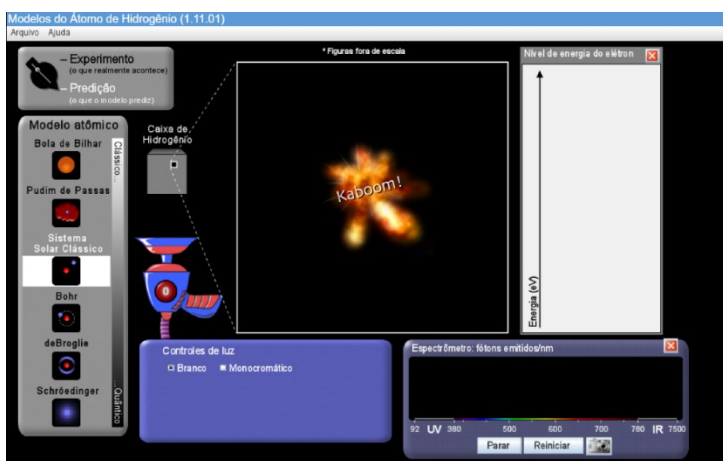 Modelos do Átomo de Hidrogênio (1.11.01)
Arquivo Ajuda
Experimento
(o que realmente acontece)
Predição
(o que o modelo prediz)
* Figuras fora de escala
Nível de energia do elétron
Modelo atômico
Clássico...
Bola de Bilhar
Pudim de Passas
Sistema
Solar Clássico
Bohr
deBroglie
Schröedinger
...Quântico
Caixa de
Hidrogênio
Kaboom!
Energia (eV)
Controles de luz
Branco Monocromático
Espectrômetro: fótons emitidos/nm
92 UV 380 500 600 700 780 IR 7500
Parar Reiniciar